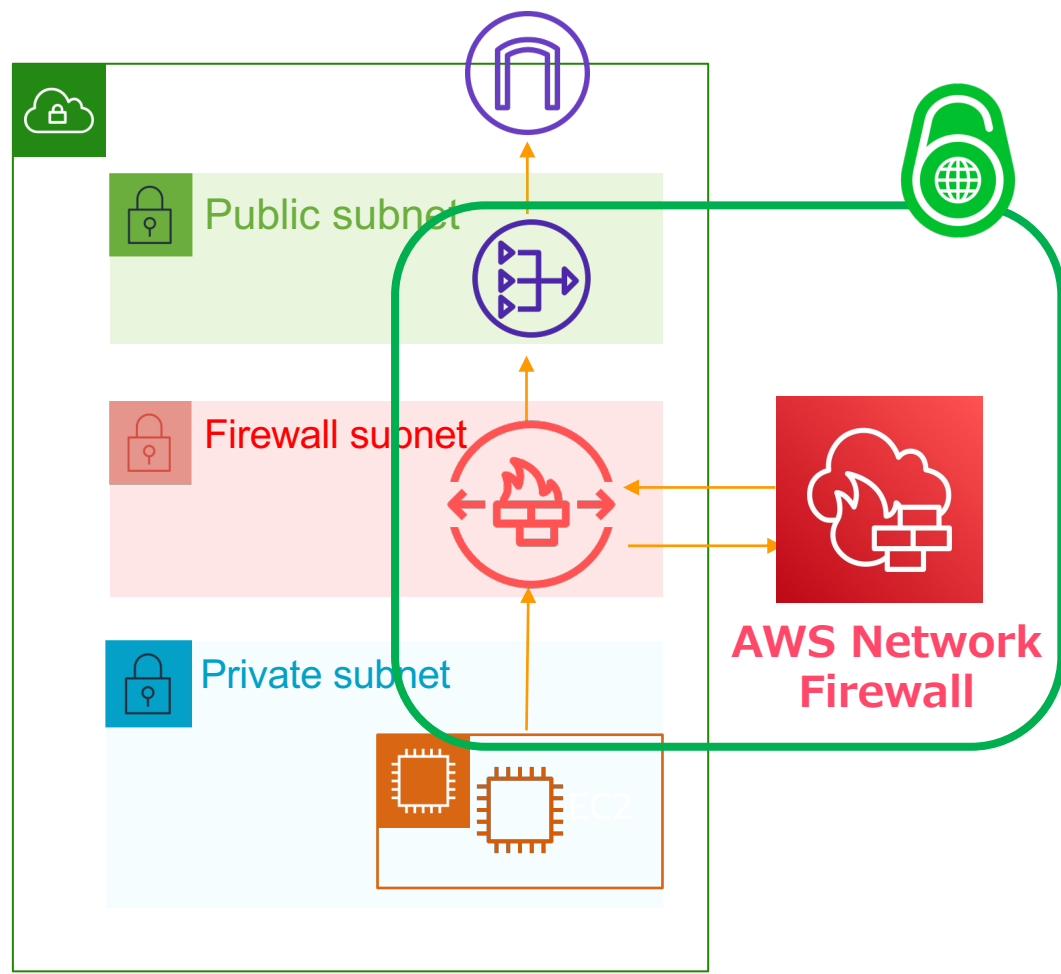 Public subnet
Firewall subnet
AWS Network
Firewall
Private subnet
EC2